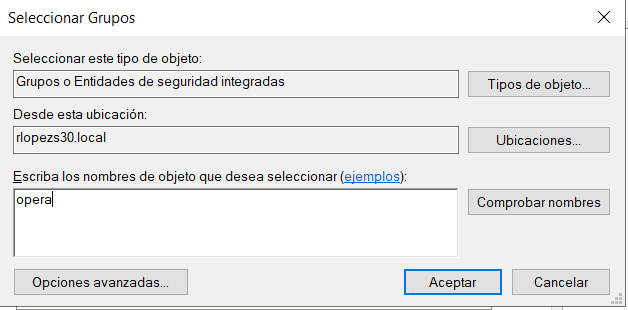 Seleccionar Grupos
Seleccionar este tipo de objeto:
Grupos o Entidades de seguridad integradas
Tipos de objeto...
Desde esta ubicación:
rlopezs30.local
Ubicaciones...
Escriba los nombres de objeto que desea seleccionar (ejemplos):
opera
Comprobar nombres
Opciones avanzadas...
Aceptar
Cancelar